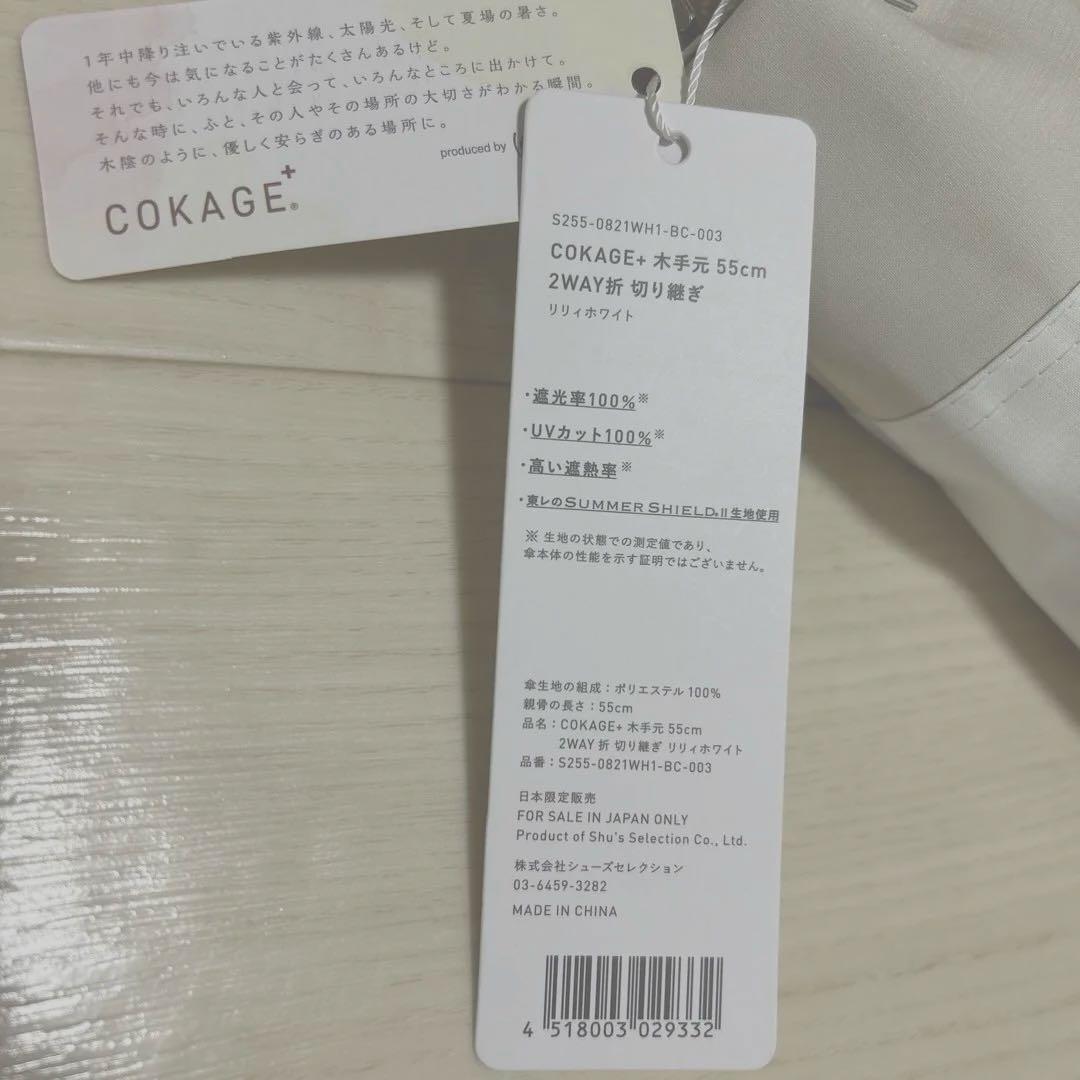 1年中降り注いでいる紫外線、太陽光、そして夏場の暑さ。
他にも今は気になることがたくさんあるけど。
それでも、いろんな人と会って、いろんなところに出かけて。
そんな時に、ふと、その人やその場所の大切さがわかる瞬間。
木陰のように、優しく安らぎのある場所に。
produced by
COKAGE+®
S255-0821WH1-BC-003
COKAGE+ 木手元 55cm
2WAY折 切り継ぎ
リリィホワイト
・遮光率100%※
・UVカット100%※
・高い遮熱率※
・東レのSUMMER SHIELD®II生地使用
※ 生地の状態での測定値であり、
傘本体の性能を示す証明ではございません。
傘生地の組成：ポリエステル 100%
親骨の長さ：55cm
品名：COKAGE+ 木手元 55cm
2WAY 折 切り継ぎ リリィホワイト
品番：S255-0821WH1-BC-003
日本限定販売
FOR SALE IN JAPAN ONLY
Product of Shu's Selection Co., Ltd.
株式会社シューズセレクション
03-6459-3282
MADE IN CHINA
4 518003 029332